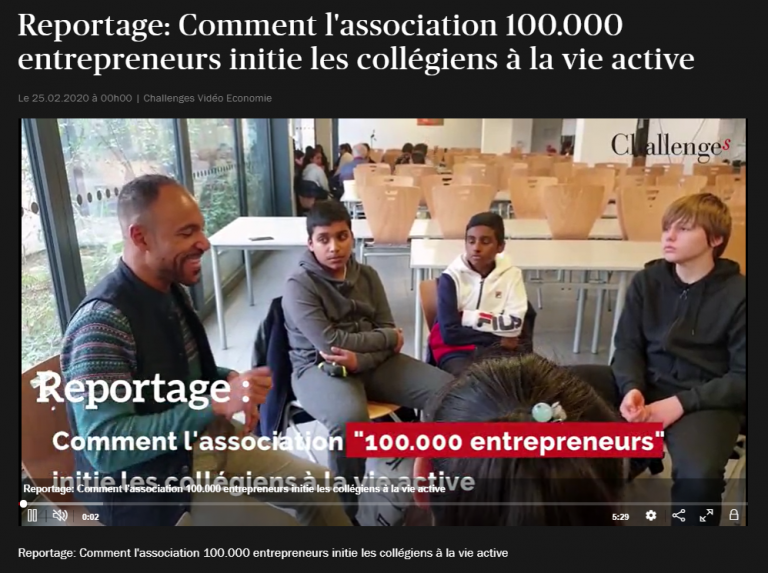 Reportage: Comment l'association 100.000
entrepreneurs initie les collégiens à la vie active
Le 25.02.2020 à 00h00 | Challenges Vidéo Economie
Challenges
FILA
Reportage :
Comment l'association "100.000 entrepreneurs"
initie les collégiens à la vie active
Reportage: Comment l'association 100.000 entrepreneurs initie les collégiens à la vie active
0:02 5:29
Reportage: Comment l'association 100.000 entrepreneurs initie les collégiens à la vie active